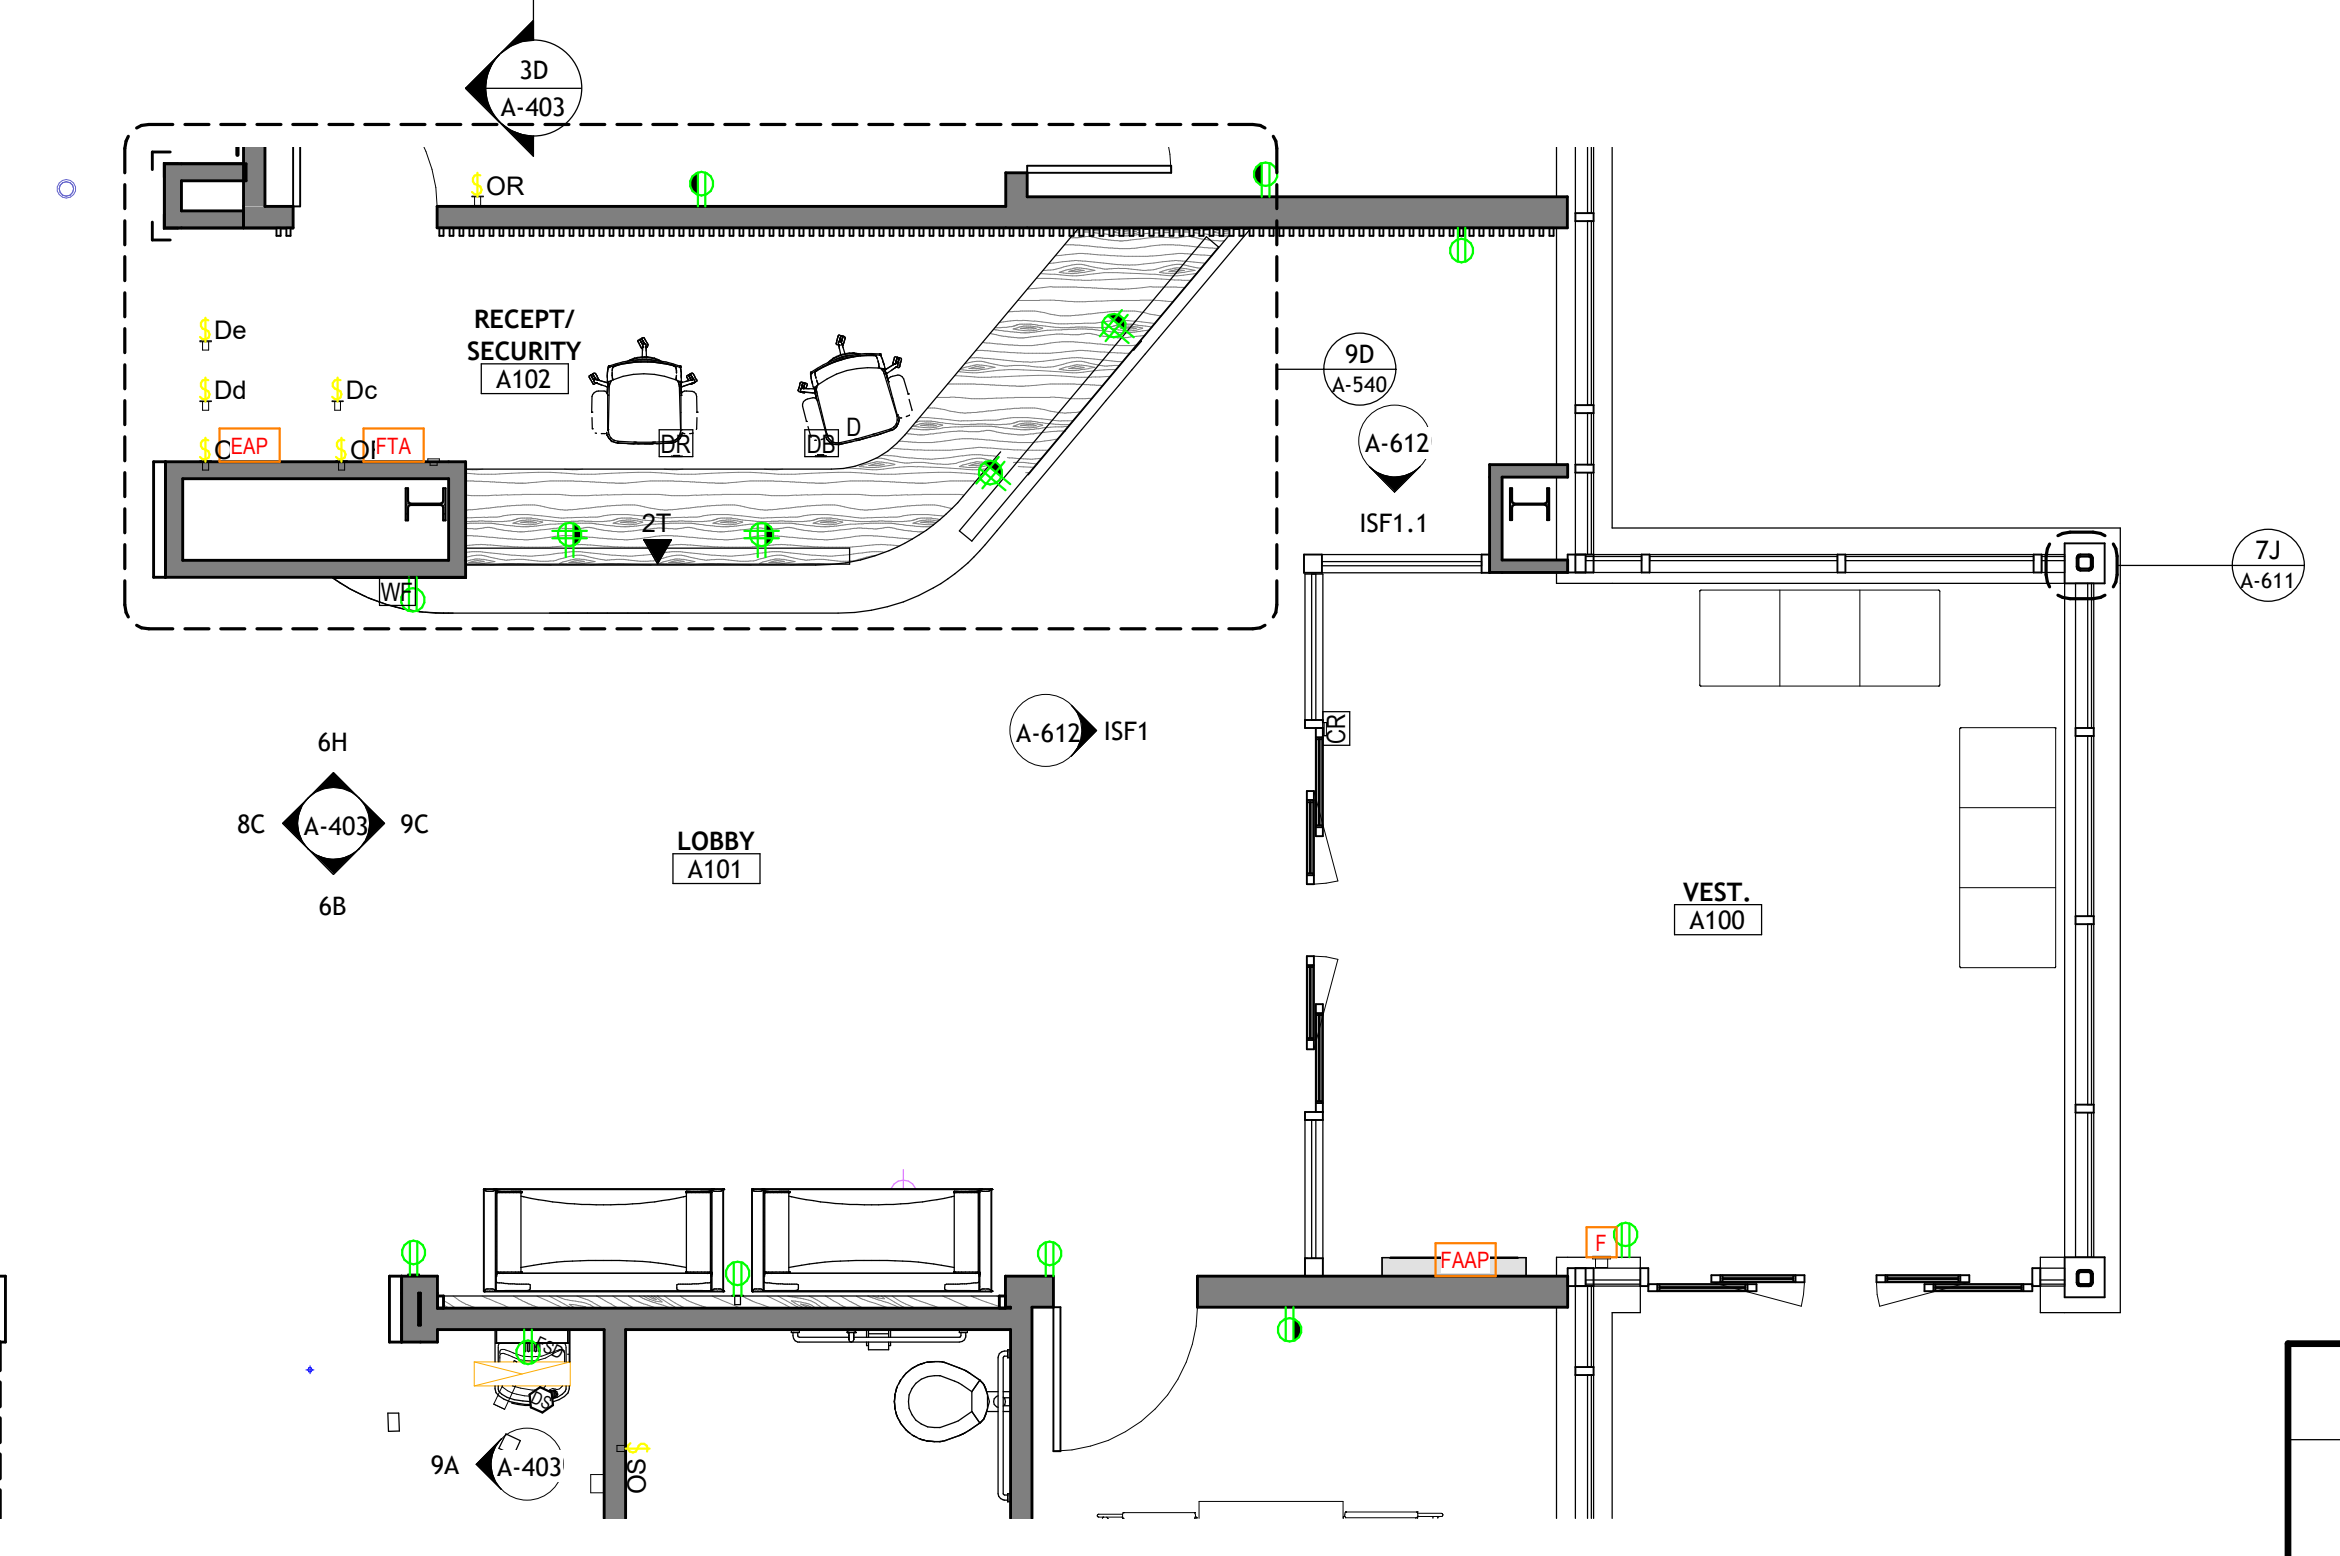 3D
A-403
OR
De
RECEPT/
SECURITY
A102
Dd
Dc
EAP
FTA
DR
DB
D
9D
A-540
A-612
ISF1.1
2T
WF
7J
A-611
A-612
ISF1
CR
6H
8C
A-403
9C
6B
LOBBY
A101
VEST.
A100
F
FAAP
9A
A-403
OS